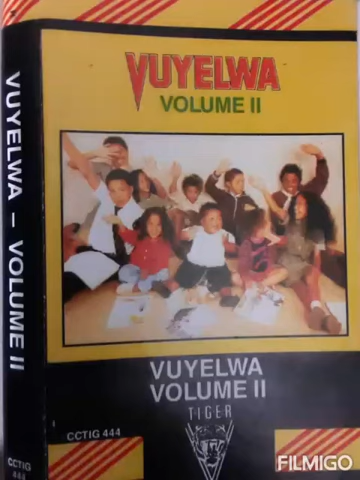 VUYELWA
VOLUME II
VUYELWA – VOLUME II
VUYELWA
VOLUME II
TIGER
CCTIG 444
CCTIG
444
FILMIGO